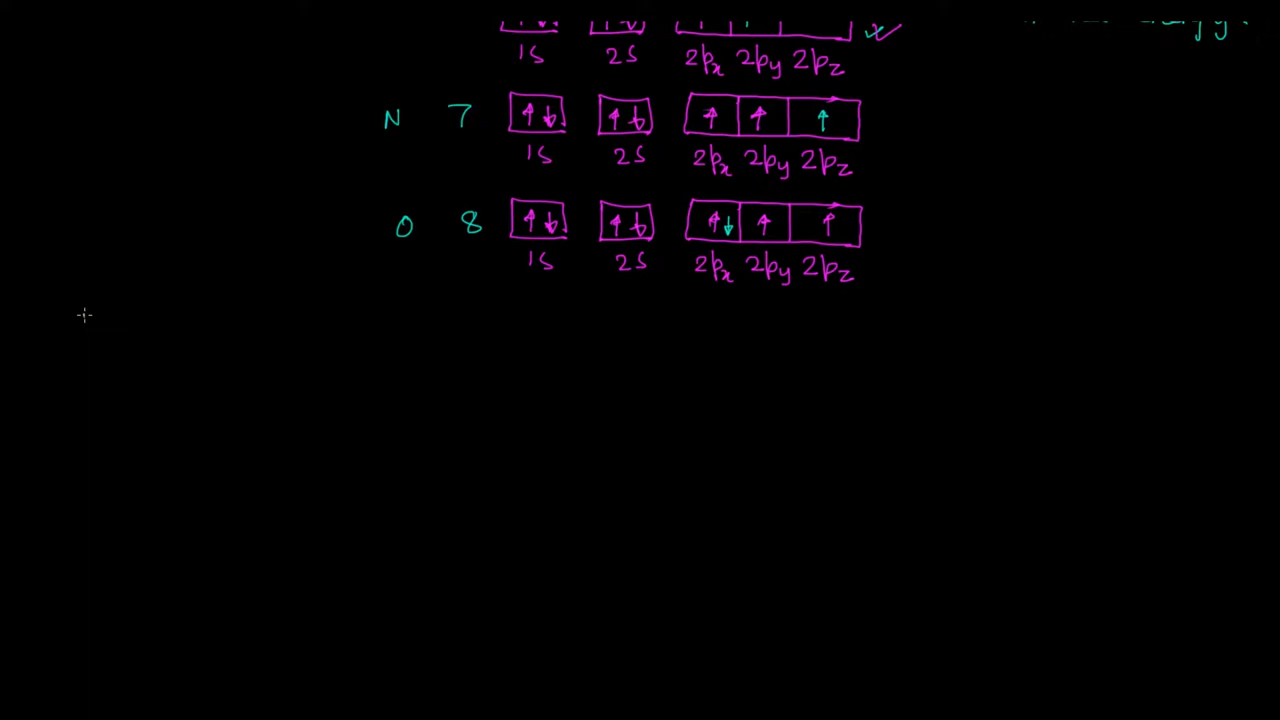 1s 2s 2px 2py 2pz
N 7 ↑↓ ↑↓ ↑ ↑ ↑
1s 2s 2px 2py 2pz
O 8 ↑↓ ↑↓ ↑↓ ↑ ↑
1s 2s 2px 2py 2pz